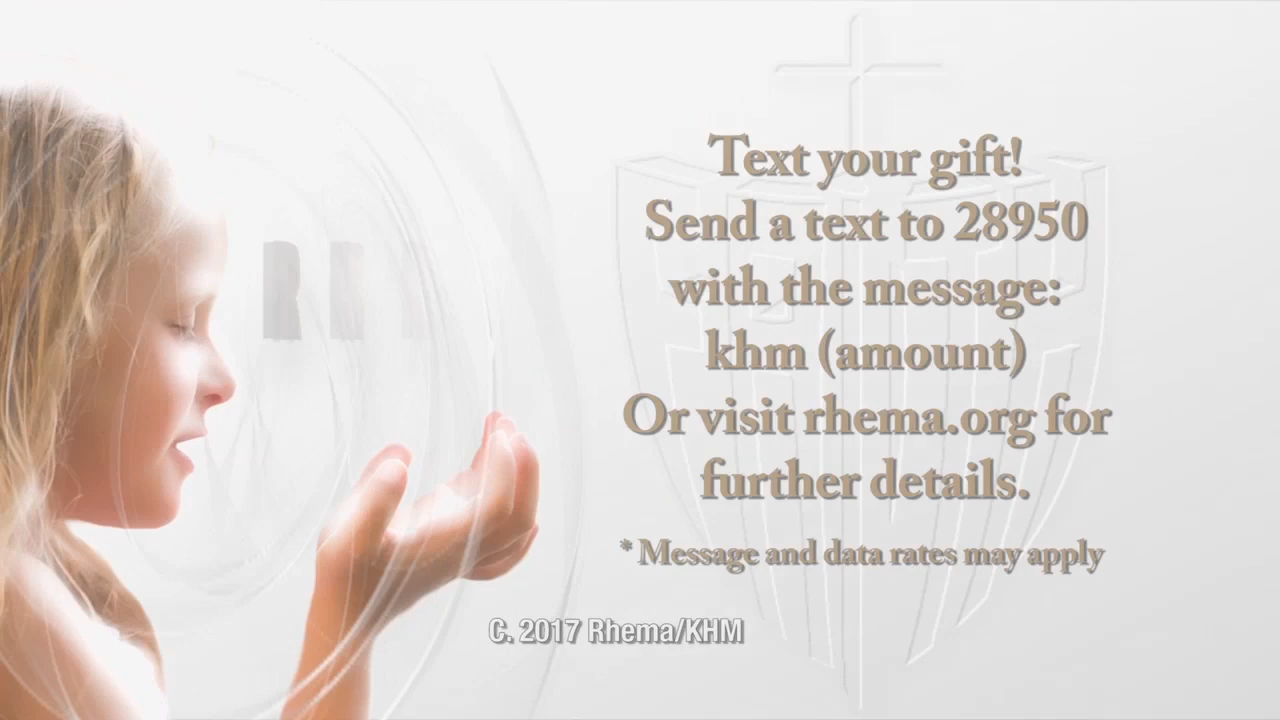 Text your gift!
Send a text to 28950
with the message:
khm (amount)
Or visit rhema.org for
further details.
* Message and data rates may apply
C. 2017 Rhema/KHM